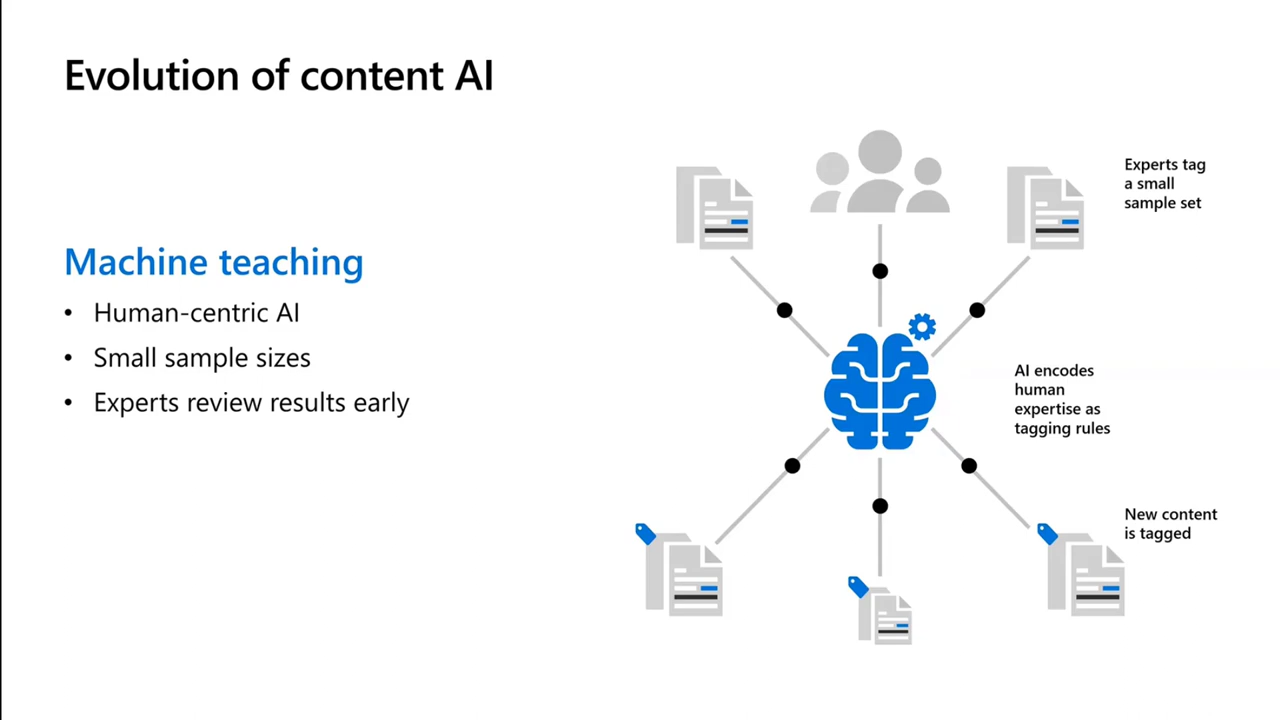 Evolution of content AI
Machine teaching
• Human-centric AI
• Small sample sizes
• Experts review results early
Experts tag
a small
sample set
AI encodes
human
expertise as
tagging rules
New content
is tagged